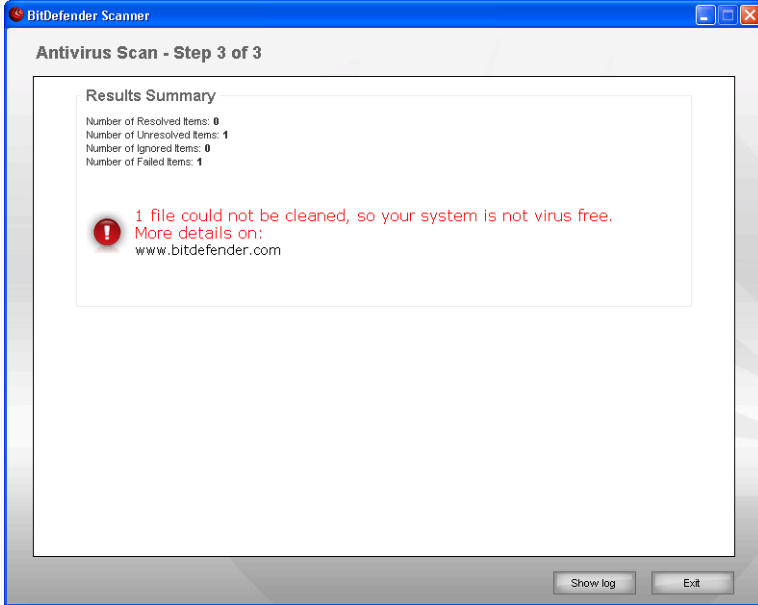 BitDefender Scanner
Antivirus Scan - Step 3 of 3
Results Summary
Number of Resolved Items: 0
Number of Unresolved Items: 1
Number of Ignored Items: 0
Number of Failed Items: 1
1 file could not be cleaned, so your system is not virus free.
More details on:
www.bitdefender.com
Show log
Exit